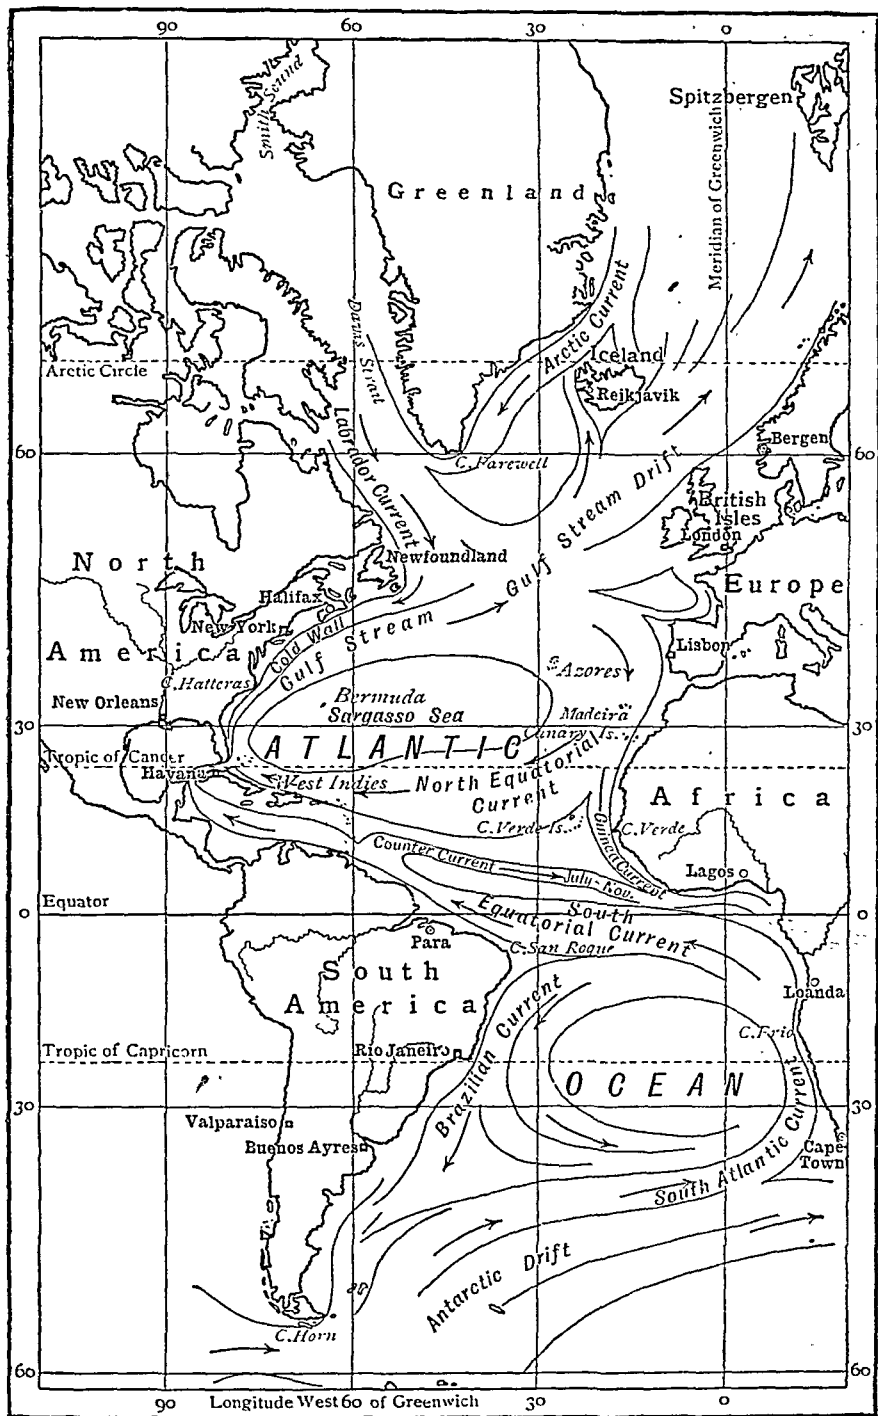 90 60 30 0
Smith Sound
Spitzbergen
Meridian of Greenwich
Greenland
Davis Strait
Arctic Current
Iceland
Arctic Circle
Reikjavik
Labrador Current
Bergen
60 60
C. Farewell
British
Isles
London
Gulf Stream Drift
North
America
Newfoundland
Europe
Halifax
New York
Cold Wall
Gulf Stream
Lisbon
Azores
C. Hatteras
New Orleans
Bermuda
Sargasso Sea
Madeira
30 30
Canary Is.
ATLANTIC
Tropic of Cancer
Havana
West Indies
North Equatorial
Current
Africa
C. Verde Is.
C. Verde
Guinea Current
Counter Current
July-Nov.
Lagos
Equator
South
Equatorial Current
0 0
Para
C. San Roque
South
America
Loanda
Brazilian Current
C. Frio
Tropic of Capricorn
Rio Janeiro
OCEAN
30 30
Valparaiso
Buenos Ayres
Cape
Town
South Atlantic Current
Antarctic Drift
C. Horn
60 60
90 Longitude West 60 of Greenwich 30 0